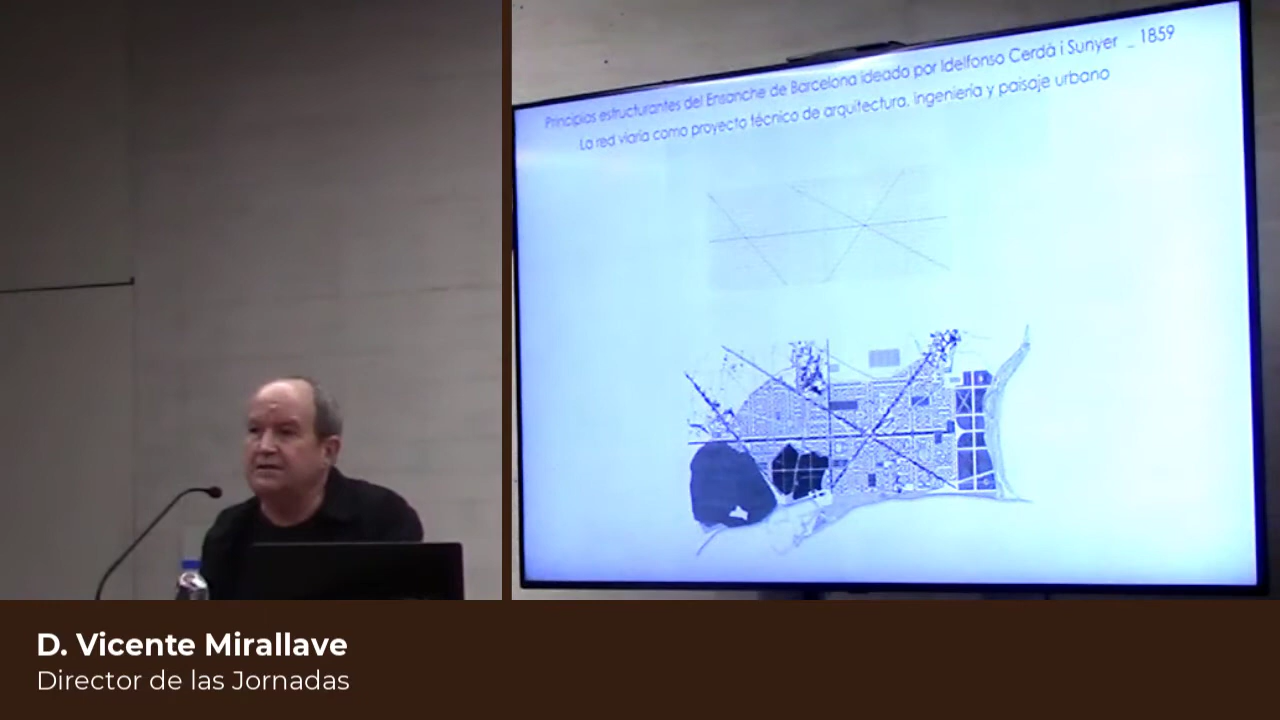 Principios estructurantes del Ensanche de Barcelona ideado por Idelfonso Cerdà i Sunyer _ 1859
La red viaria como proyecto técnico de arquitectura, ingeniería y paisaje urbano
D. Vicente Mirallave
Director de las Jornadas